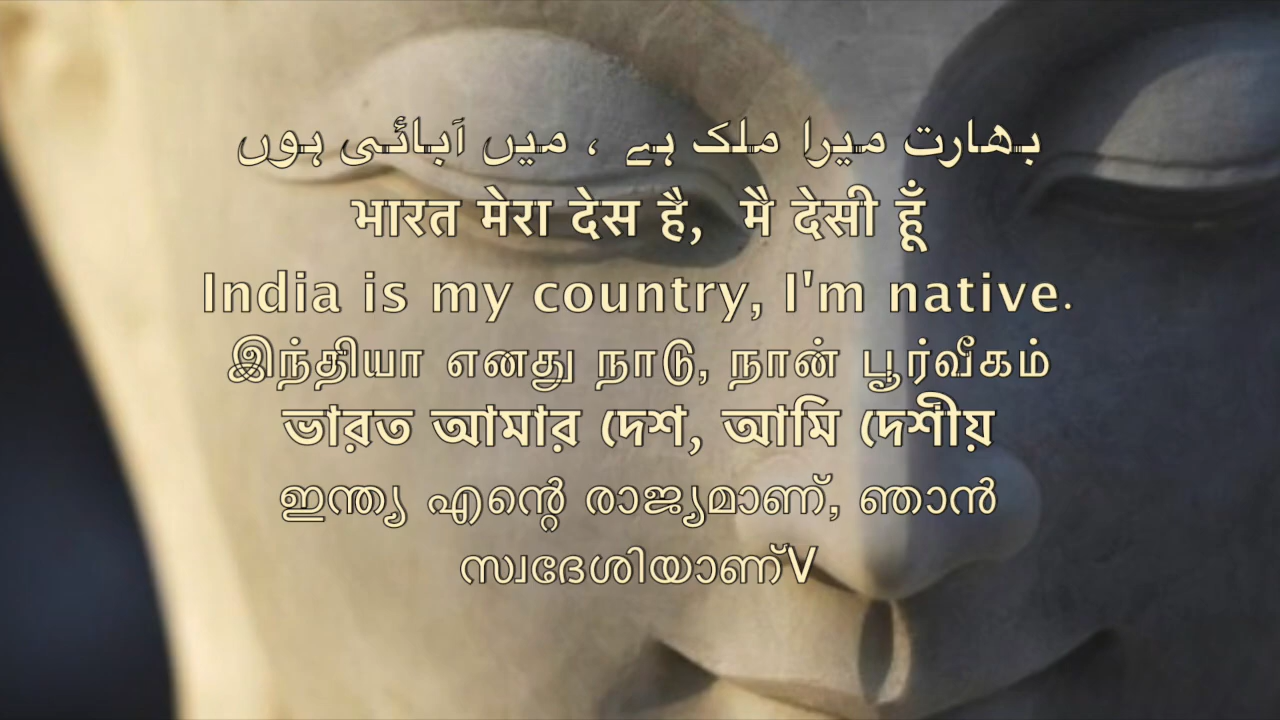 بھارت میرا ملک ہے ، میں آبائی ہوں
भारत मेरा देस है, मै देसी हूँ
India is my country, I'm native.
இந்தியா எனது நாடு, நான் பூர்வீகம்
ভারত আমার দেশ, আমি দেশীয়
ഇന്ത്യ എന്റെ രാജ്യമാണ്, ഞാൻ
സ്വദേശിയാണ്V